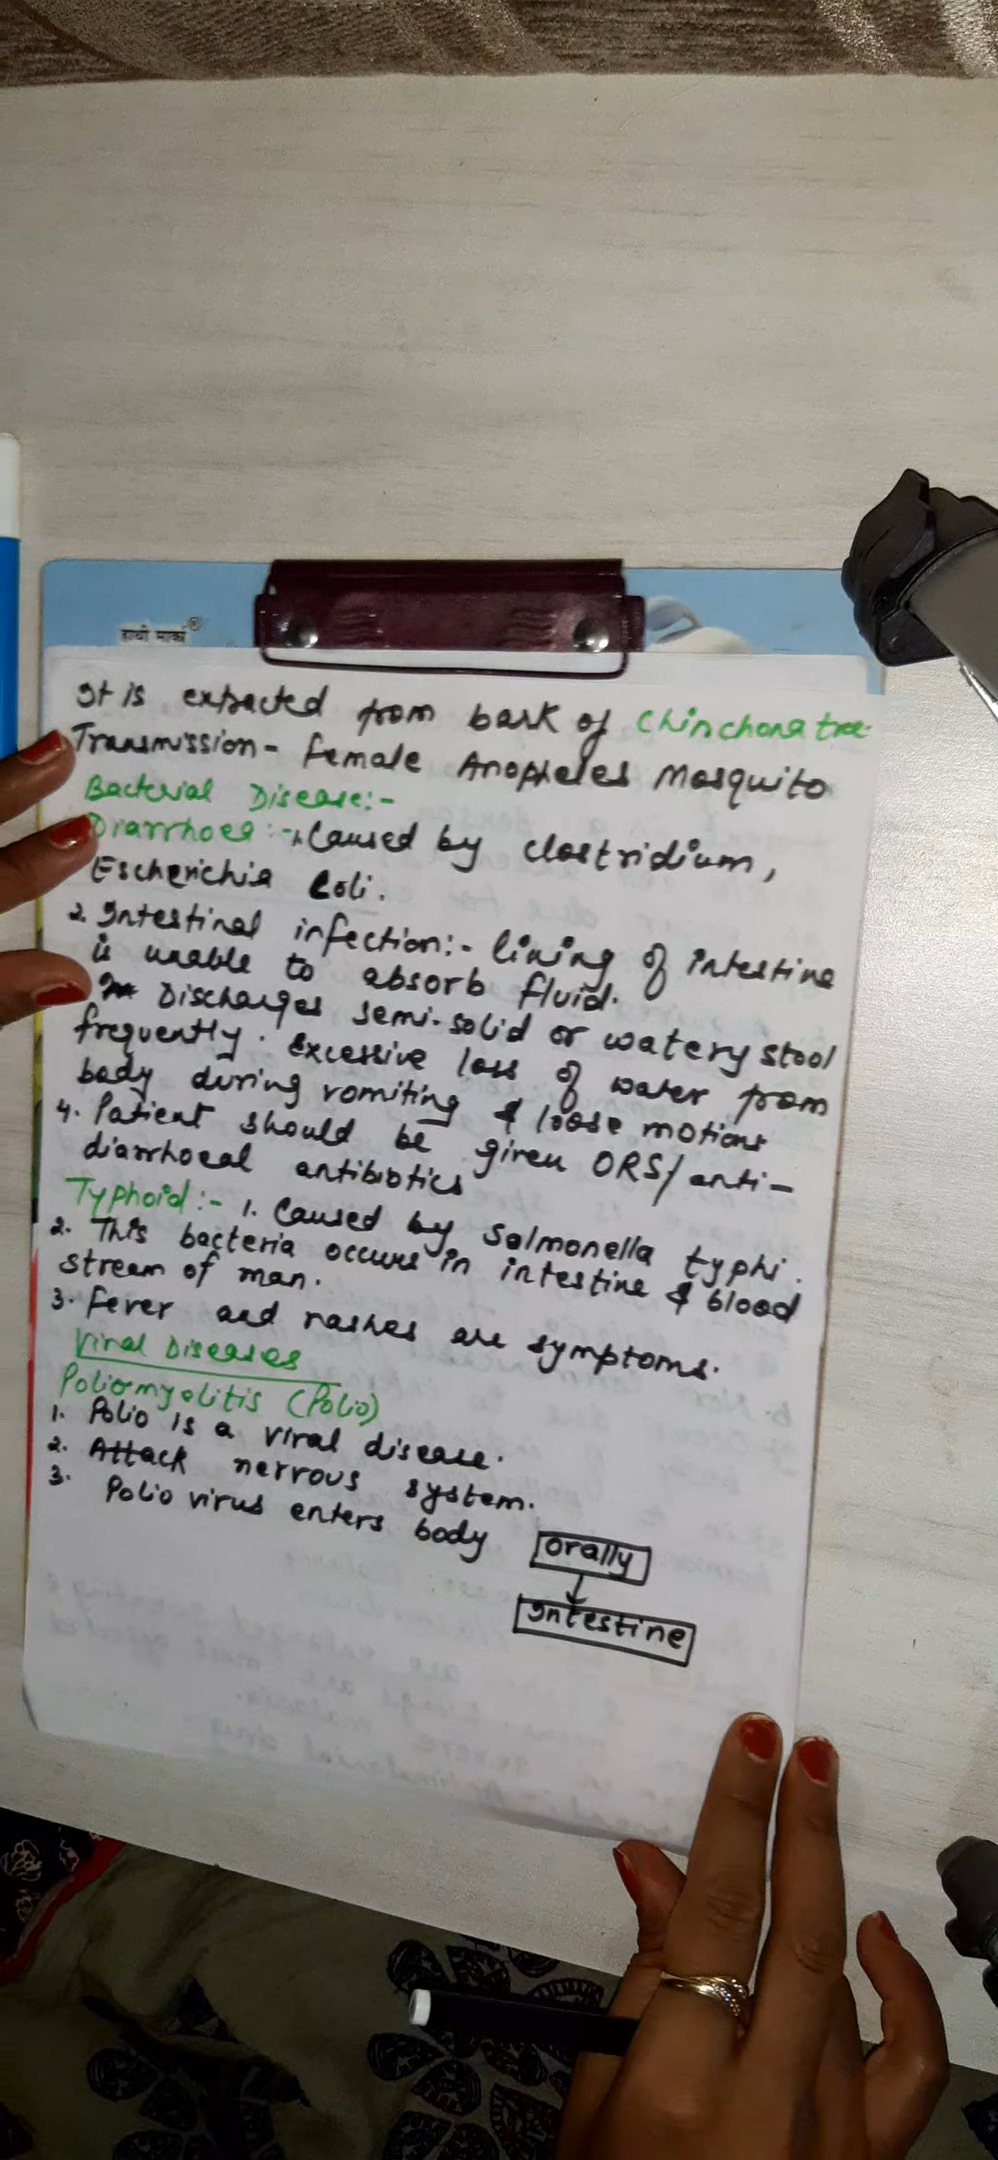 हाथी मार्का®
It is extracted from bark of Chinchona tree.
Transmission - Female Anopheles Mosquito
Bacterial Disease:-
Diarrhoea :- 1. Caused by clostridium,
Escherichia Coli.
2. Intestinal infection:- lining of intestine
is unable to absorb fluid.
Discharges semi-solid or watery stool
frequently. excessive loss of water from
body during vomiting & loose motions
4. Patient should be given ORS/anti-
diarrhoeal antibiotics
Typhoid :- 1. Caused by Salmonella typhi.
2. This bacteria occurs in intestine & blood
stream of man.
3. Fever and rashes are symptoms.
Viral Diseases
Poliomyelitis (Polio)
1. Polio is a viral disease.
2. Attack nervous system.
3. Polio virus enters body
Orally
Intestine